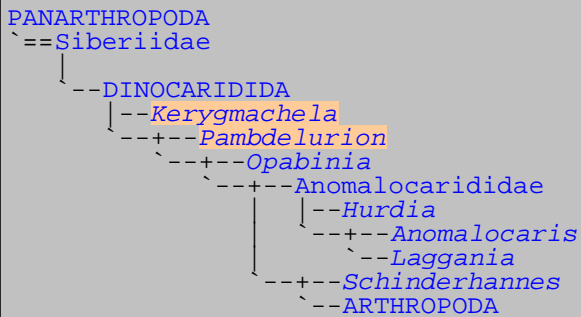 PANARTHROPODA
`==Siberiidae
|
`--DINOCARIDIDA
|--Kerygmachela
`--+--Pambdelurion
`--+--Opabinia
`--+--Anomalocarididae
| |--Hurdia
| `--+--Anomalocaris
| `--Laggania
`--+--Schinderhannes
`--ARTHROPODA